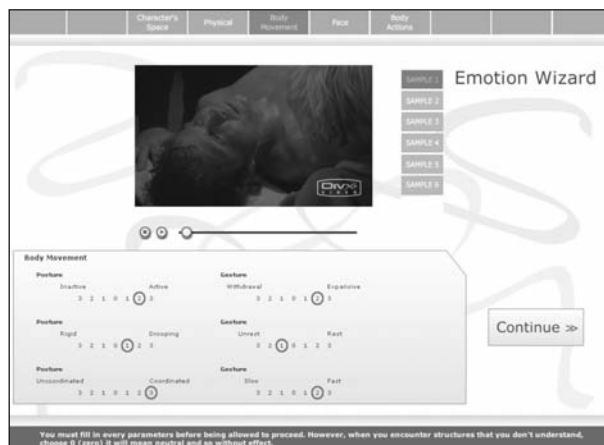 Character's Space
Physical
Body Movement
Face
Body Actions
SAMPLE 1
SAMPLE 2
SAMPLE 3
SAMPLE 4
SAMPLE 5
SAMPLE 6
Emotion Wizard
DivX
VIDEO
Body Movement
Posture
Inactive Active
3 2 1 0 1 2 3
Gesture
Withdrawal Expansive
3 2 1 0 1 2 3
Posture
Rigid Drooping
3 2 1 0 1 2 3
Gesture
Unrest Rest
3 2 1 0 1 2 3
Posture
Uncoordinated Coordinated
3 2 1 0 1 2 3
Gesture
Slow Fast
3 2 1 0 1 2 3
Continue >>
You must fill in every parameters before being allowed to proceed. However, when you encounter structures that you don't understand,
choose 0 (zero) it will mean neutral and so without effect.